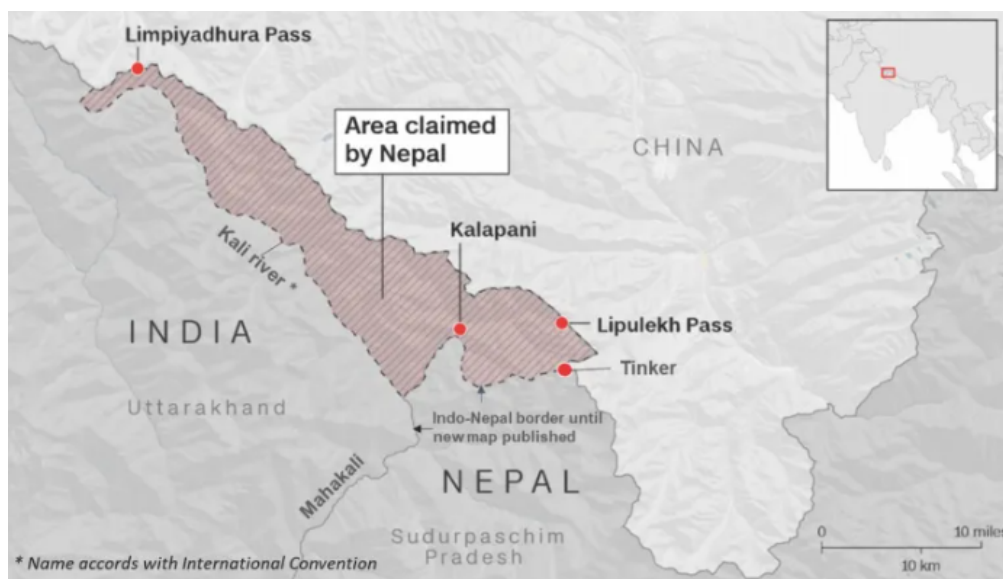 Limpiyadhura Pass
Area claimed
by Nepal
CHINA
Kalapani
Kali river *
INDIA
Lipulekh Pass
Tinker
Uttarakhand
Indo-Nepal border until
new map published
Mahakali
NEPAL
Sudurpaschim
Pradesh
0 10 miles
10 km
* Name accords with International Convention